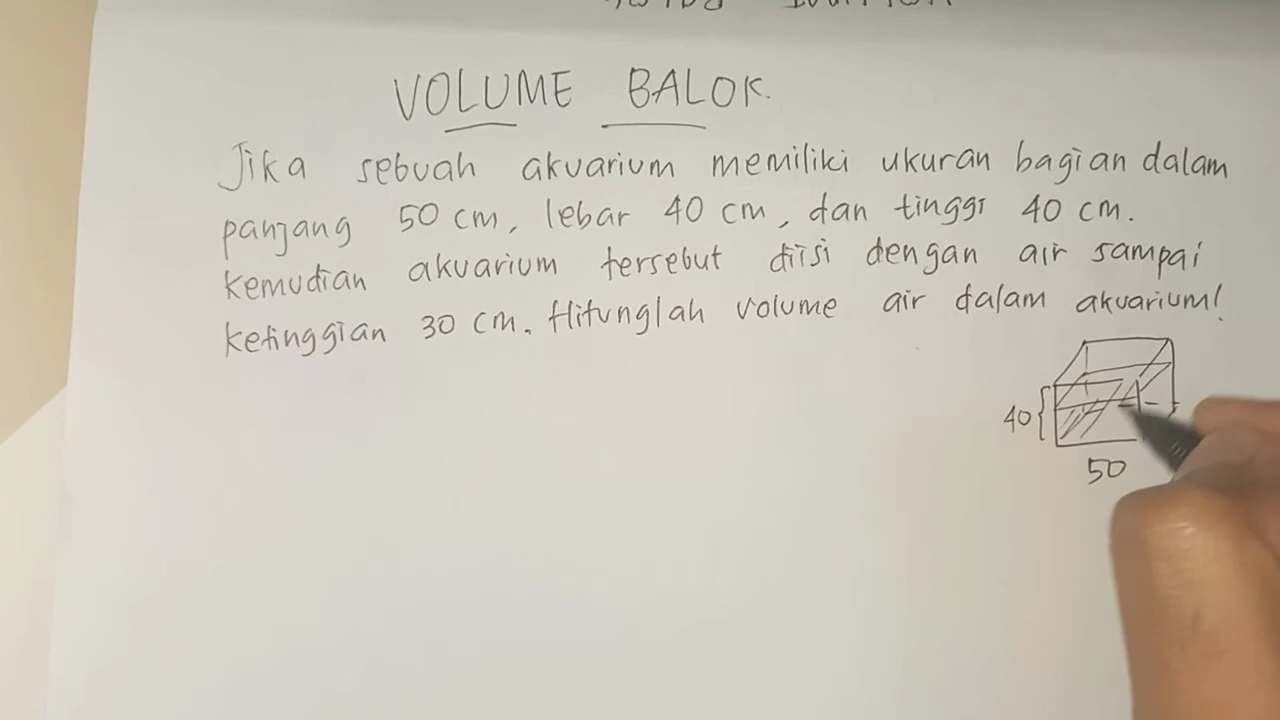 VOLUME BALOK.
Jika sebuah akuarium memiliki ukuran bagian dalam
panjang 50 cm, lebar 40 cm, dan tinggi 40 cm.
kemudian akuarium tersebut diisi dengan air sampai
ketinggian 30 cm. Hitunglah volume air dalam akuarium!
40
50